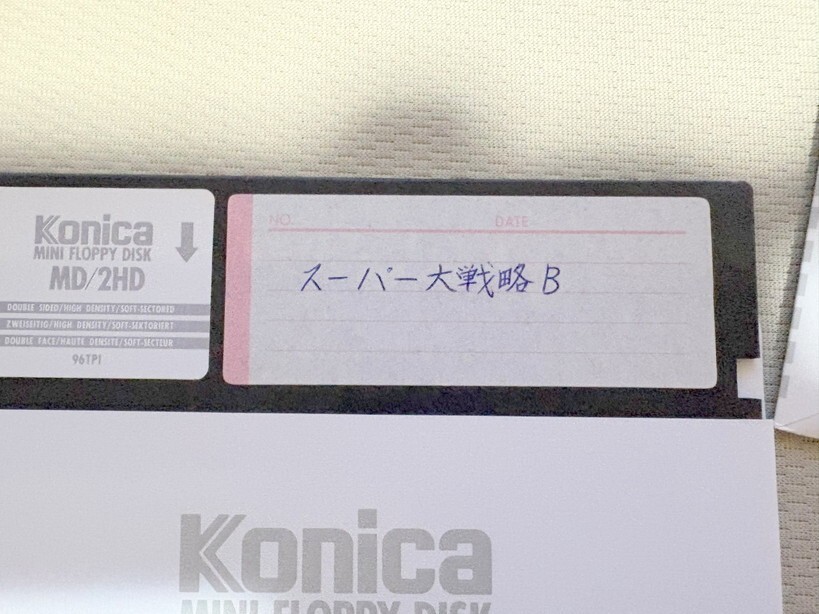 Konica
MINI FLOPPY DISK
MD/2HD
DOUBLE SIDED/HIGH DENSITY/SOFT-SECTORED
ZWEISEITIG/HIGH DENSITY/SOFT-SEKTORIERT
DOUBLE FACE/HAUTE DENSITE/SOFT-SECTEUR
96TPI
NO.
DATE
スーパー大戦略B
Konica
MINI FLOPPY DISK